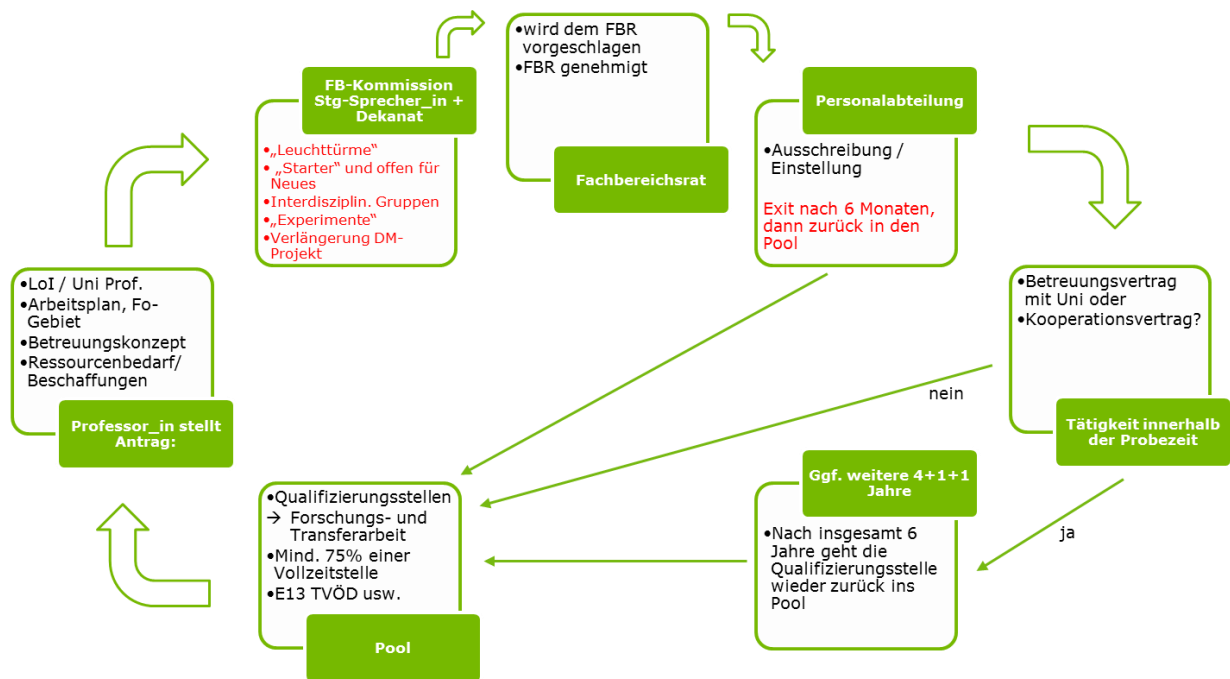 •wird dem FBR
vorgeschlagen
•FBR genehmigt
Fachbereichsrat
FB-Kommission
Stg-Sprecher_in +
Dekanat
•„Leuchttürme“
• „Starter“ und offen für
Neues
•Interdisziplin. Gruppen
•„Experimente“
•Verlängerung DM-
Projekt
Personalabteilung
•Ausschreibung /
Einstellung
Exit nach 6 Monaten,
dann zurück in den
Pool
•LoI / Uni Prof.
•Arbeitsplan, Fo-
Gebiet
•Betreuungskonzept
•Ressourcenbedarf/
Beschaffungen
Professor_in stellt
Antrag:
•Betreuungsvertrag
mit Uni oder
•Kooperationsvertrag?
Tätigkeit innerhalb
der Probezeit
nein
ja
Ggf. weitere 4+1+1
Jahre
•Nach insgesamt 6
Jahre geht die
Qualifizierungsstelle
wieder zurück ins
Pool
•Qualifizierungsstellen
→ Forschungs- und
Transferarbeit
•Mind. 75% einer
Vollzeitstelle
•E13 TVÖD usw.
Pool